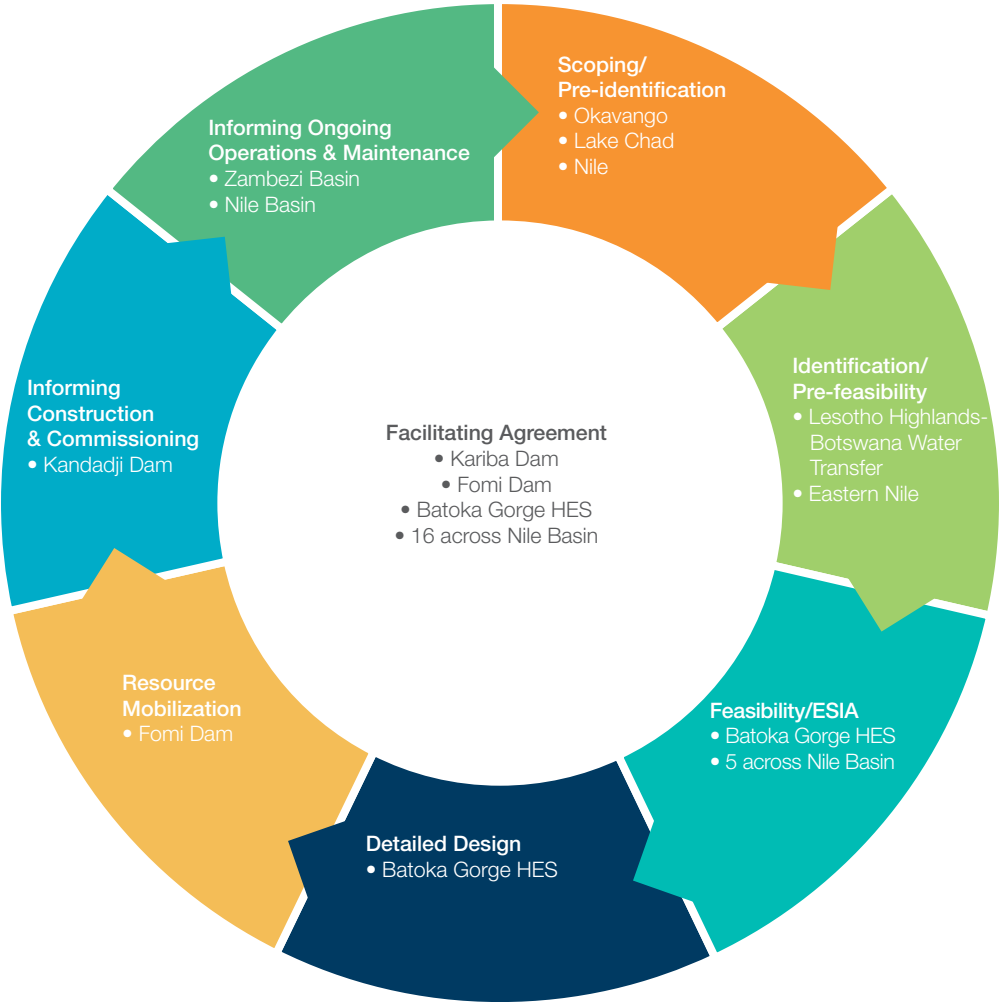 Scoping/
Pre-identification
• Okavango
• Lake Chad
• Nile
Identification/
Pre-feasibility
• Lesotho Highlands-
Botswana Water
Transfer
• Eastern Nile
Feasibility/ESIA
• Batoka Gorge HES
• 5 across Nile Basin
Detailed Design
• Batoka Gorge HES
Resource
Mobilization
• Fomi Dam
Informing
Construction
& Commissioning
• Kandadji Dam
Informing Ongoing
Operations & Maintenance
• Zambezi Basin
• Nile Basin
Facilitating Agreement
• Kariba Dam
• Fomi Dam
• Batoka Gorge HES
• 16 across Nile Basin